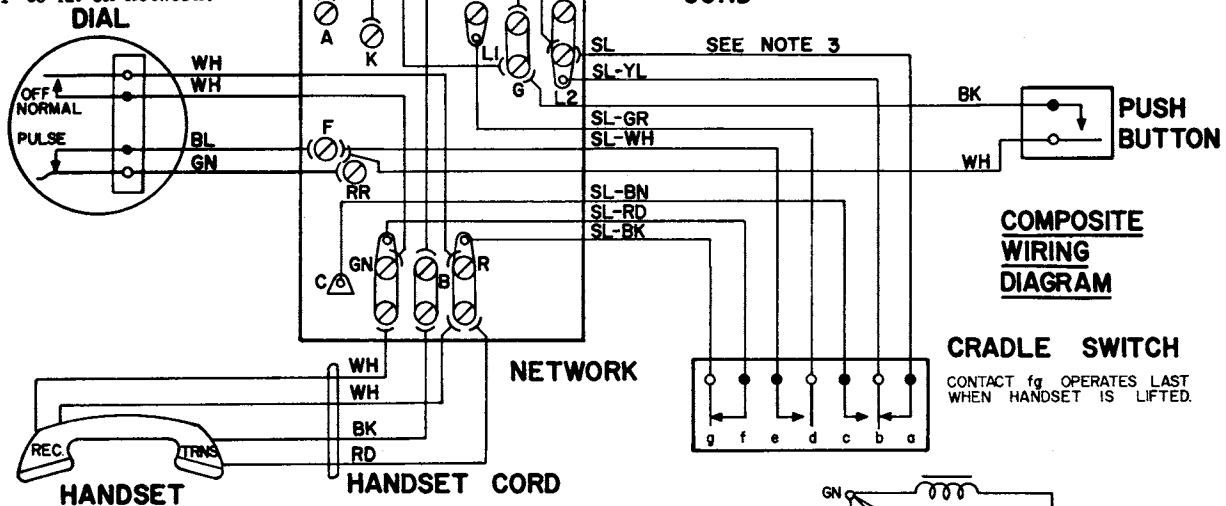 DIAL
A
K
L1
G
L2
SL
SEE NOTE 3
SL-YL
WH
WH
OFF
NORMAL
BK
PUSH
BUTTON
SL-GR
SL-WH
F
PULSE
BL
GN
RR
WH
SL-BN
SL-RD
SL-BK
COMPOSITE
WIRING
DIAGRAM
GN
B
R
C
NETWORK
CRADLE SWITCH
CONTACT fg OPERATES LAST
WHEN HANDSET IS LIFTED.
WH
WH
BK
RD
g f e d c b a
REC.
TRNS
HANDSET
HANDSET CORD
GN